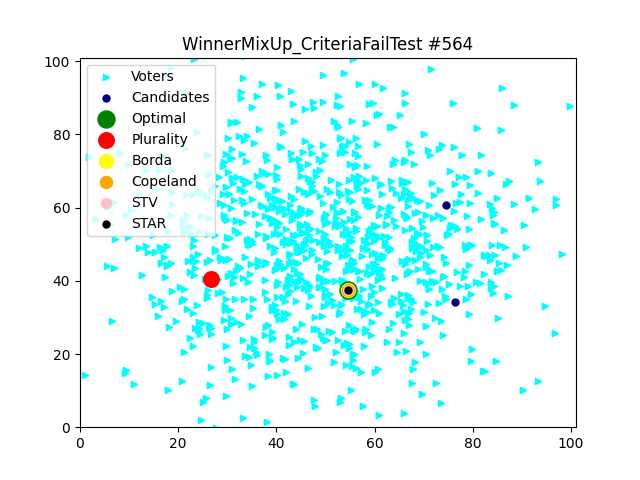 WinnerMixUp_CriteriaFailTest #564
100
80
60
40
20
0
0
20
40
60
80
100
Voters
Candidates
Optimal
Plurality
Borda
Copeland
STV
STAR